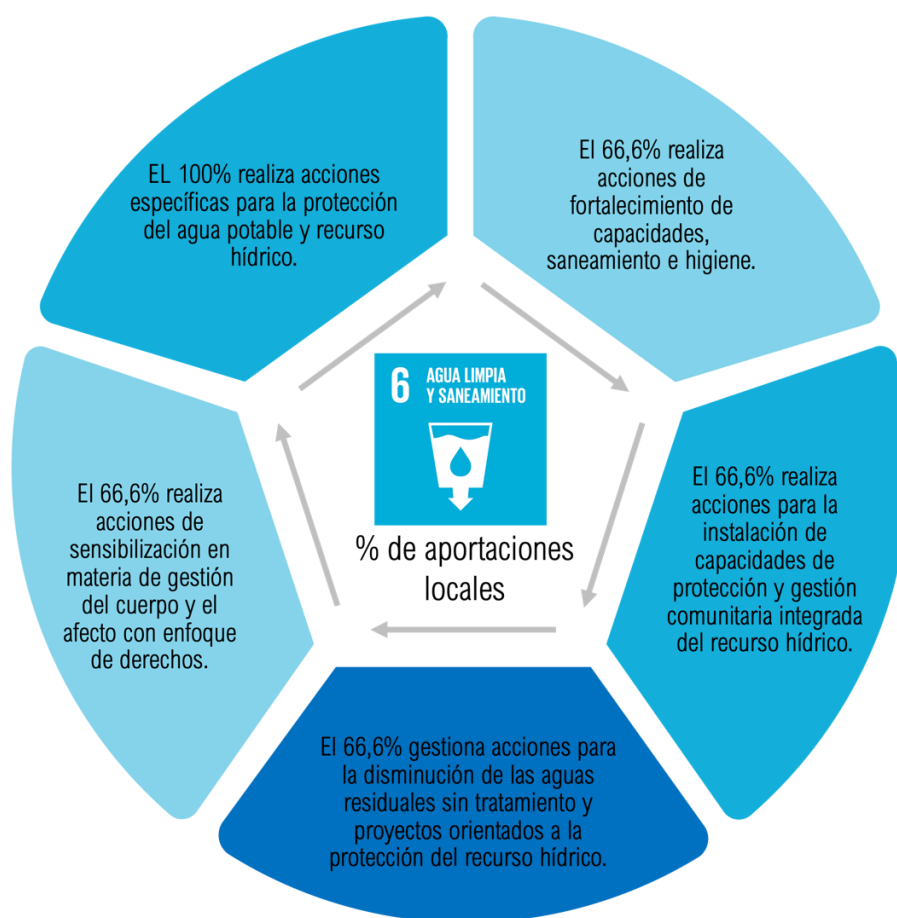 EL 100% realiza acciones
específicas para la protección
del agua potable y recurso
hídrico.
El 66,6% realiza
acciones de
fortalecimiento de
capacidades,
saneamiento e higiene.
El 66,6% realiza
acciones para la
instalación de
capacidades de
protección y gestión
comunitaria integrada
del recurso hídrico.
El 66,6% gestiona acciones para
la disminución de las aguas
residuales sin tratamiento y
proyectos orientados a la
protección del recurso hídrico.
El 66,6% realiza
acciones de
sensibilización en
materia de gestión
del cuerpo y el
afecto con enfoque
de derechos.
6 AGUA LIMPIA
Y SANEAMIENTO
% de aportaciones
locales